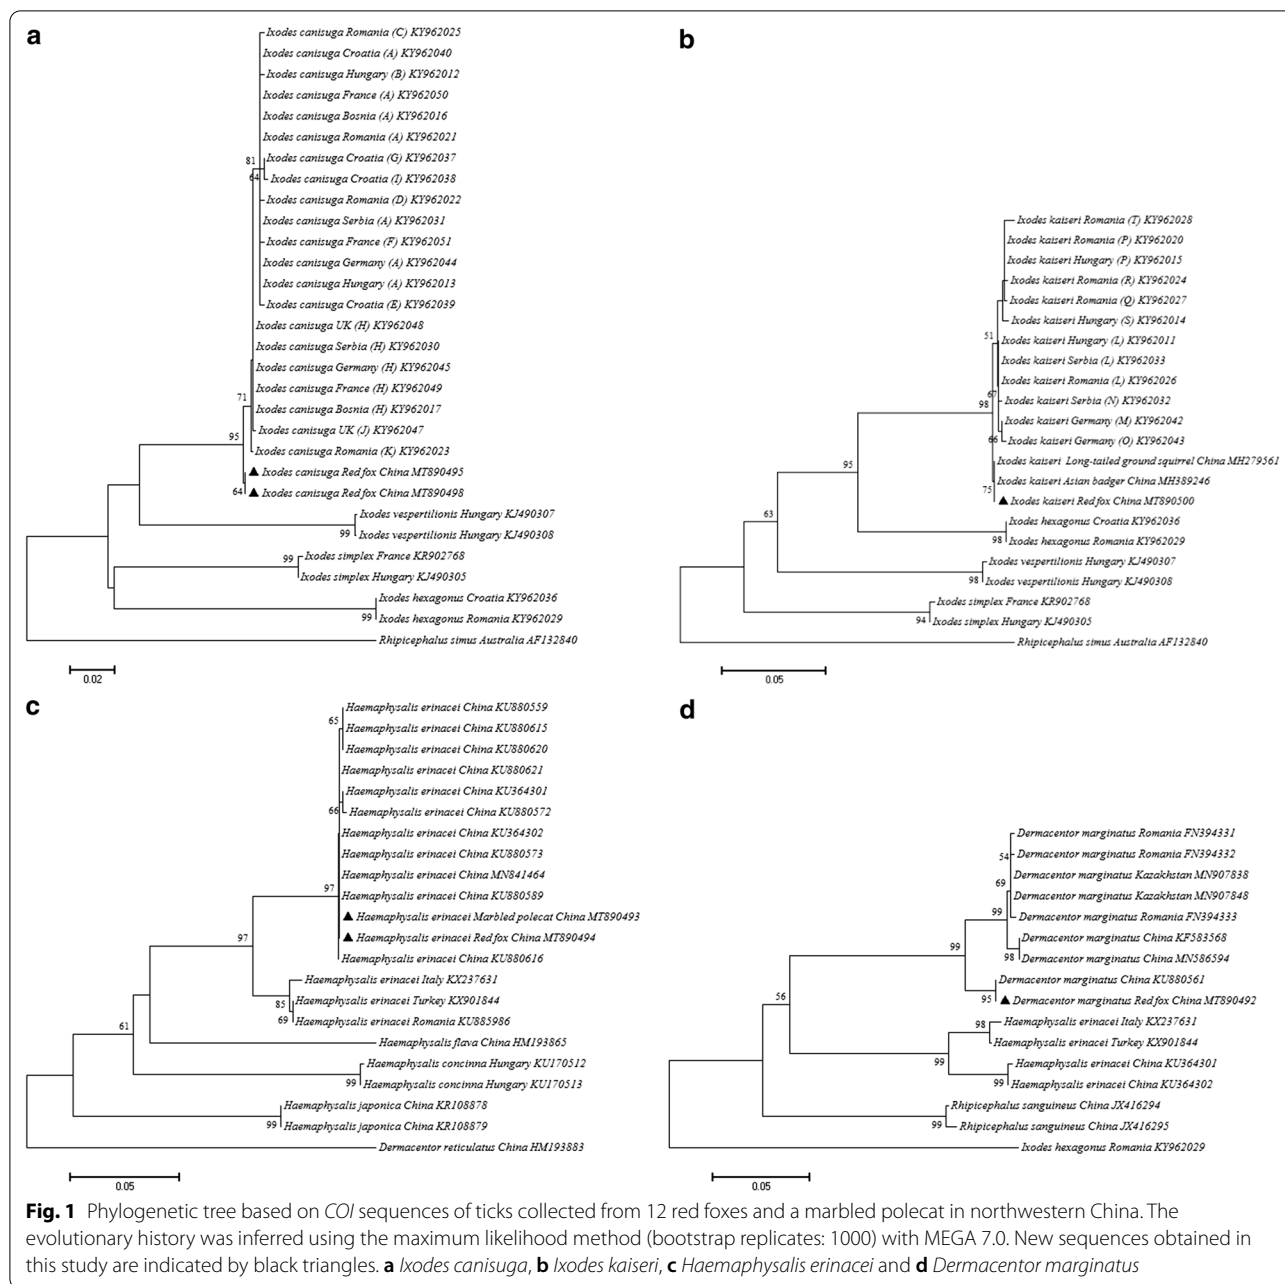 a
Ixodes canisuga Romania (C) KY962025
Ixodes canisuga Croatia (A) KY962040
Ixodes canisuga Hungary (B) KY962012
Ixodes canisuga France (A) KY962050
Ixodes canisuga Bosnia (A) KY962016
Ixodes canisuga Romania (A) KY962021
81
Ixodes canisuga Croatia (G) KY962037
64
Ixodes canisuga Croatia (I) KY962038
Ixodes canisuga Romania (D) KY962022
Ixodes canisuga Serbia (A) KY962031
Ixodes canisuga France (F) KY962051
Ixodes canisuga Germany (A) KY962044
Ixodes canisuga Hungary (A) KY962013
Ixodes canisuga Croatia (E) KY962039
Ixodes canisuga UK (H) KY962048
Ixodes canisuga Serbia (H) KY962030
Ixodes canisuga Germany (H) KY962045
Ixodes canisuga France (H) KY962049
71
Ixodes canisuga Bosnia (H) KY962017
Ixodes canisuga UK (J) KY962047
95
Ixodes canisuga Romania (K) KY962023
▲ Ixodes canisuga Red fox China MT890495
64 ▲ Ixodes canisuga Red fox China MT890498
Ixodes vespertilionis Hungary KJ490307
99 Ixodes vespertilionis Hungary KJ490308
99 Ixodes simplex France KR902768
Ixodes simplex Hungary KJ490305
Ixodes hexagonus Croatia KY962036
99 Ixodes hexagonus Romania KY962029
Rhipicephalus simus Australia AF132840
0.02
b
Ixodes kaiseri Romania (T) KY962028
Ixodes kaiseri Romania (P) KY962020
Ixodes kaiseri Hungary (P) KY962015
Ixodes kaiseri Romania (R) KY962024
Ixodes kaiseri Romania (Q) KY962027
Ixodes kaiseri Hungary (S) KY962014
51
Ixodes kaiseri Hungary (L) KY962011
Ixodes kaiseri Serbia (L) KY962033
Ixodes kaiseri Romania (L) KY962026
67
Ixodes kaiseri Serbia (N) KY962032
98
Ixodes kaiseri Germany (M) KY962042
66 Ixodes kaiseri Germany (O) KY962043
Ixodes kaiseri Long-tailed ground squirrel China MH279561
95
Ixodes kaiseri Asian badger China MH389246
75
▲ Ixodes kaiseri Red fox China MT890500
63
Ixodes hexagonus Croatia KY962036
98 Ixodes hexagonus Romania KY962029
Ixodes vespertilionis Hungary KJ490307
98 Ixodes vespertilionis Hungary KJ490308
Ixodes simplex France KR902768
94 Ixodes simplex Hungary KJ490305
Rhipicephalus simus Australia AF132840
0.05
c
Haemaphysalis erinacei China KU880559
65
Haemaphysalis erinacei China KU880615
Haemaphysalis erinacei China KU880620
Haemaphysalis erinacei China KU880621
Haemaphysalis erinacei China KU364301
66 Haemaphysalis erinacei China KU880572
Haemaphysalis erinacei China KU364302
Haemaphysalis erinacei China KU880573
Haemaphysalis erinacei China MN841464
97
Haemaphysalis erinacei China KU880589
▲ Haemaphysalis erinacei Marbled polecat China MT890493
97
▲ Haemaphysalis erinacei Red fox China MT890494
Haemaphysalis erinacei China KU880616
Haemaphysalis erinacei Italy KX237631
85 Haemaphysalis erinacei Turkey KX901844
69 Haemaphysalis erinacei Romania KU885986
61
Haemaphysalis flava China HM193865
Haemaphysalis concinna Hungary KU170512
99 Haemaphysalis concinna Hungary KU170513
Haemaphysalis japonica China KR108878
99 Haemaphysalis japonica China KR108879
Dermacentor reticulatus China HM193883
0.05
d
Dermacentor marginatus Romania FN394331
54 Dermacentor marginatus Romania FN394332
Dermacentor marginatus Kazakhstan MN907838
69
Dermacentor marginatus Kazakhstan MN907848
99
Dermacentor marginatus Romania FN394333
Dermacentor marginatus China KF583568
99
98 Dermacentor marginatus China MN586594
Dermacentor marginatus China KU880561
95 ▲ Dermacentor marginatus Red fox China MT890492
56
98 Haemaphysalis erinacei Italy KX237631
Haemaphysalis erinacei Turkey KX901844
99
Haemaphysalis erinacei China KU364301
99 Haemaphysalis erinacei China KU364302
Rhipicephalus sanguineus China JX416294
99 Rhipicephalus sanguineus China JX416295
Ixodes hexagonus Romania KY962029
0.05
Fig. 1 Phylogenetic tree based on COI sequences of ticks collected from 12 red foxes and a marbled polecat in northwestern China. The
evolutionary history was inferred using the maximum likelihood method (bootstrap replicates: 1000) with MEGA 7.0. New sequences obtained in
this study are indicated by black triangles. a Ixodes canisuga, b Ixodes kaiseri, c Haemaphysalis erinacei and d Dermacentor marginatus